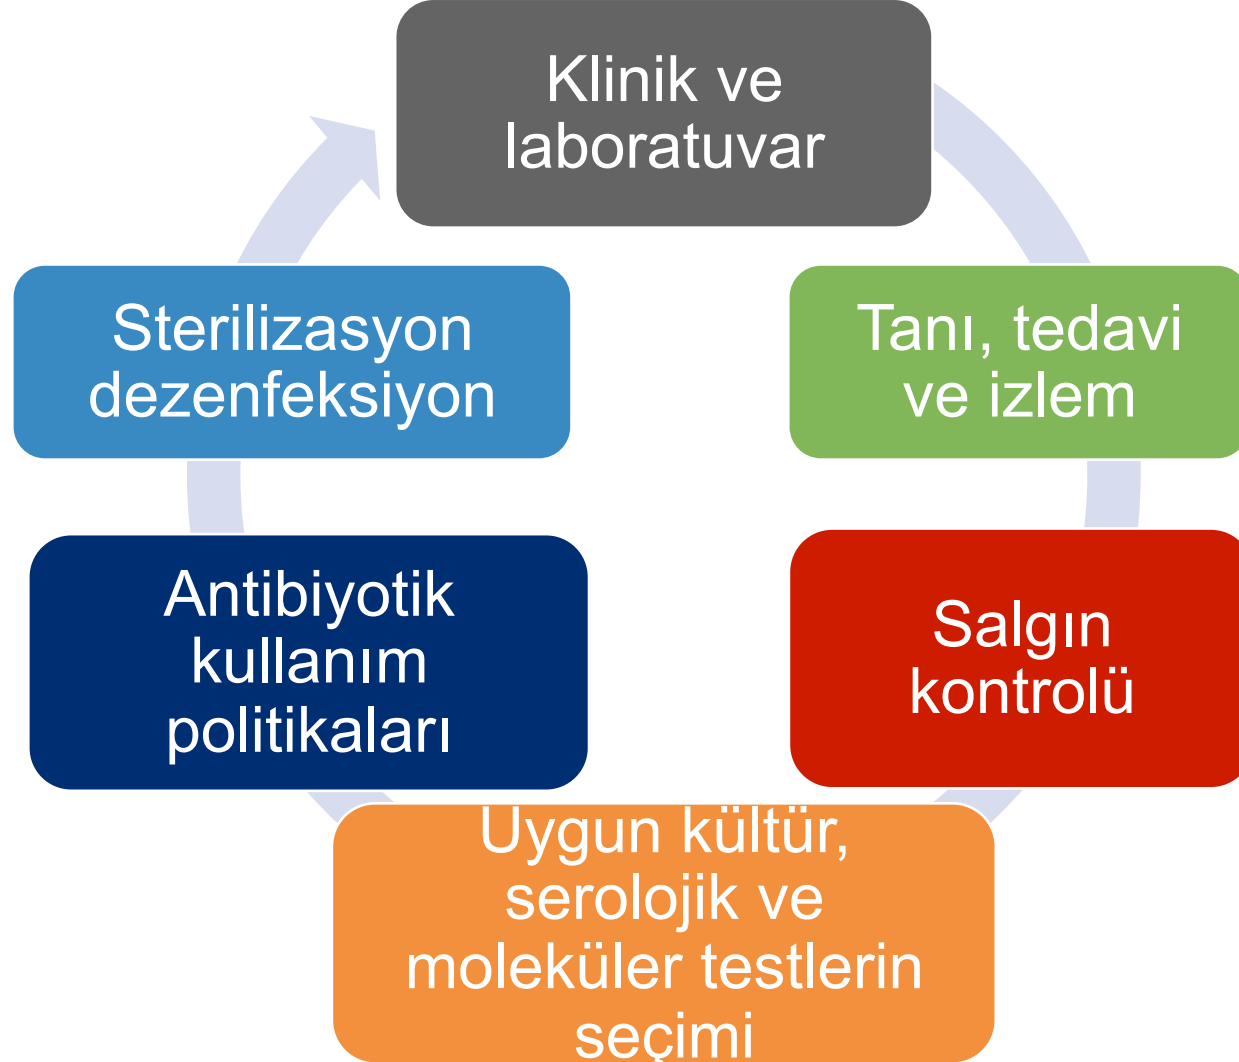 Klinik ve
laboratuvar
Tanı, tedavi
ve izlem
Salgın
kontrolü
Uygun kültür,
serolojik ve
moleküler testlerin
seçimi
Antibiyotik
kullanım
politikaları
Sterilizasyon
dezenfeksiyon